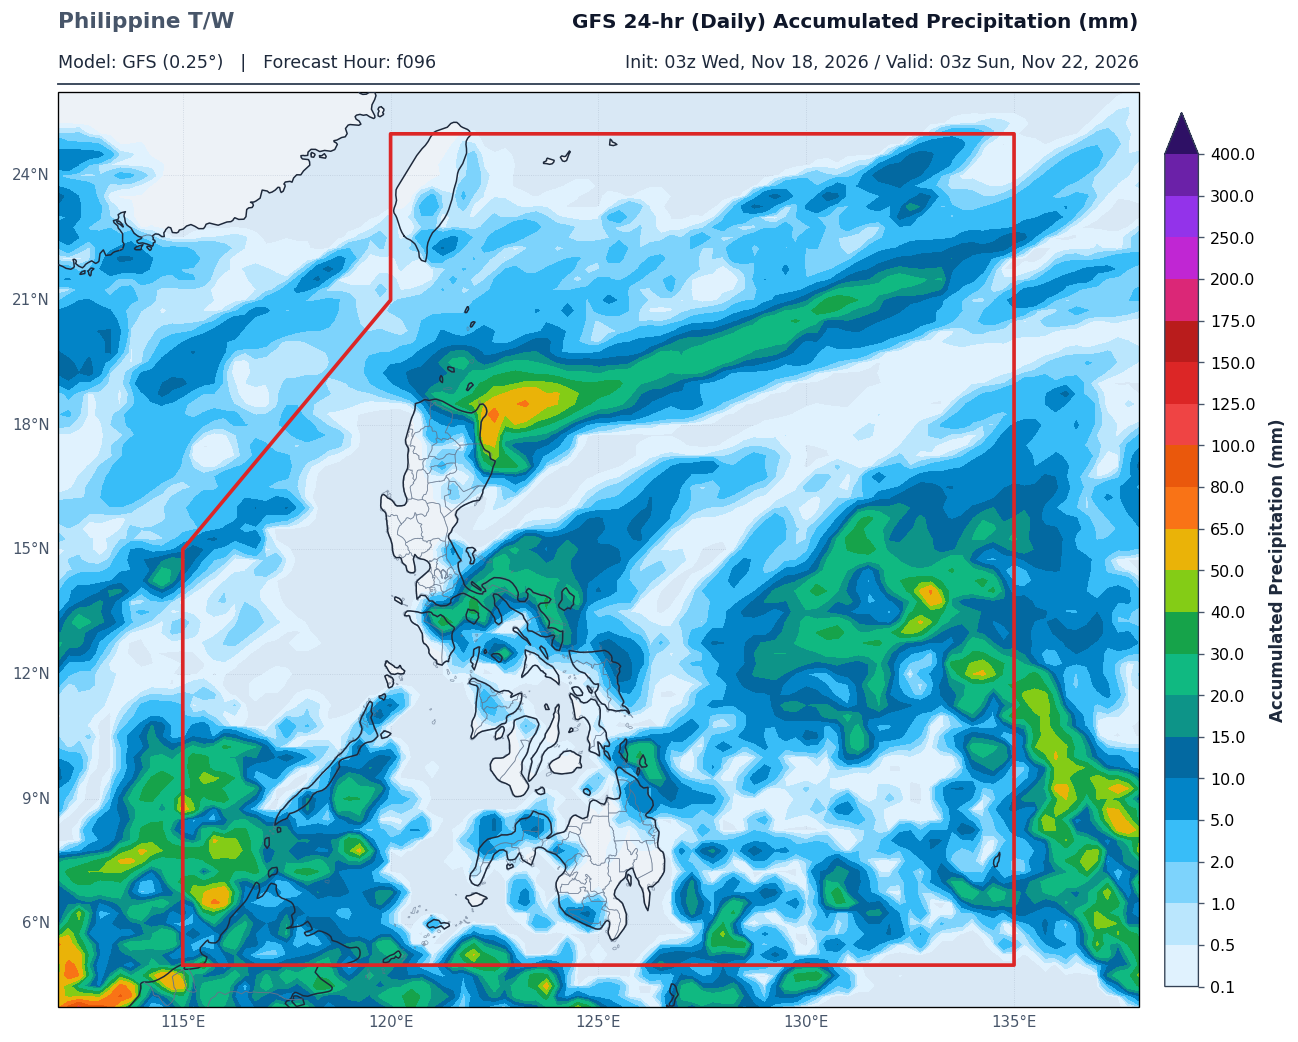 Philippine T/W
GFS 24-hr (Daily) Accumulated Precipitation (mm)
Model: GFS (0.25°) | Forecast Hour: f096
Init: 03z Wed, Nov 18, 2026 / Valid: 03z Sun, Nov 22, 2026
24°N
21°N
18°N
15°N
12°N
9°N
6°N
115°E
120°E
125°E
130°E
135°E
400.0
300.0
250.0
200.0
175.0
150.0
125.0
100.0
80.0
65.0
50.0
40.0
30.0
20.0
15.0
10.0
5.0
2.0
1.0
0.5
0.1
Accumulated Precipitation (mm)